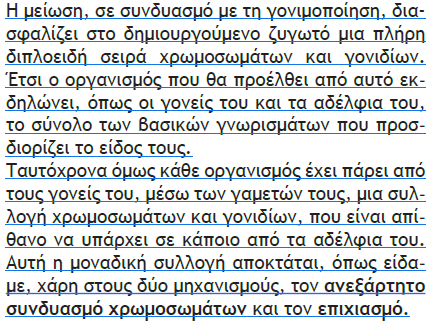 Η μείωση, σε συνδυασμό με τη γονιμοποίηση, δια-
σφαλίζει στο δημιουργούμενο ζυγωτό μια πλήρη
διπλοειδή σειρά χρωμοσωμάτων και γονιδίων.
Έτσι ο οργανισμός που θα προέλθει από αυτό εκ-
δηλώνει, όπως οι γονείς του και τα αδέλφια του,
το σύνολο των βασικών γνωρισμάτων που προσ-
διορίζει το είδος τους.
Ταυτόχρονα όμως κάθε οργανισμός έχει πάρει από
τους γονείς του, μέσω των γαμετών τους, μια συλ-
λογή χρωμοσωμάτων και γονιδίων, που είναι απί-
θανο να υπάρχει σε κάποιο από τα αδέλφια του.
Αυτή η μοναδική συλλογή αποκτάται, όπως είδα-
με, χάρη στους δύο μηχανισμούς, τον ανεξάρτητο
συνδυασμό χρωμοσωμάτων και τον επιχιασμό.